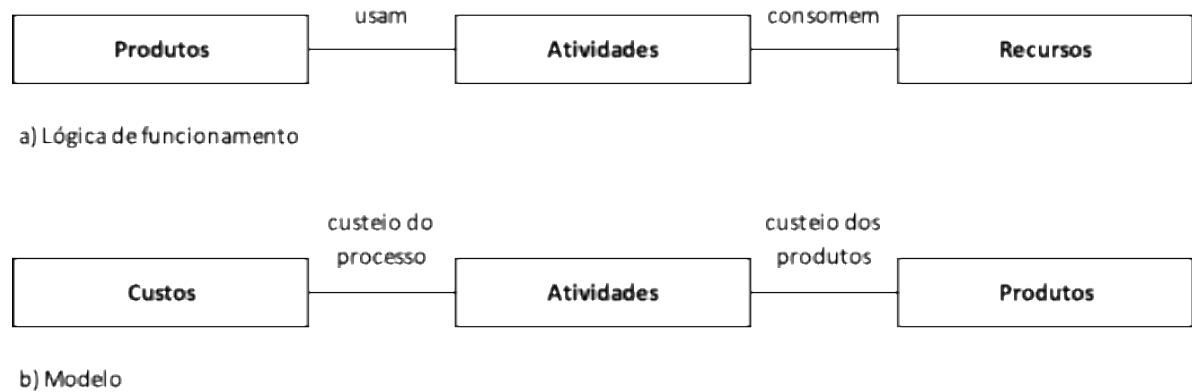 usam
consomem
Produtos
Atividades
Recursos
a) Lógica de funcionamento
custeio do
processo
custeio dos
produtos
Custos
Atividades
Produtos
b) Modelo